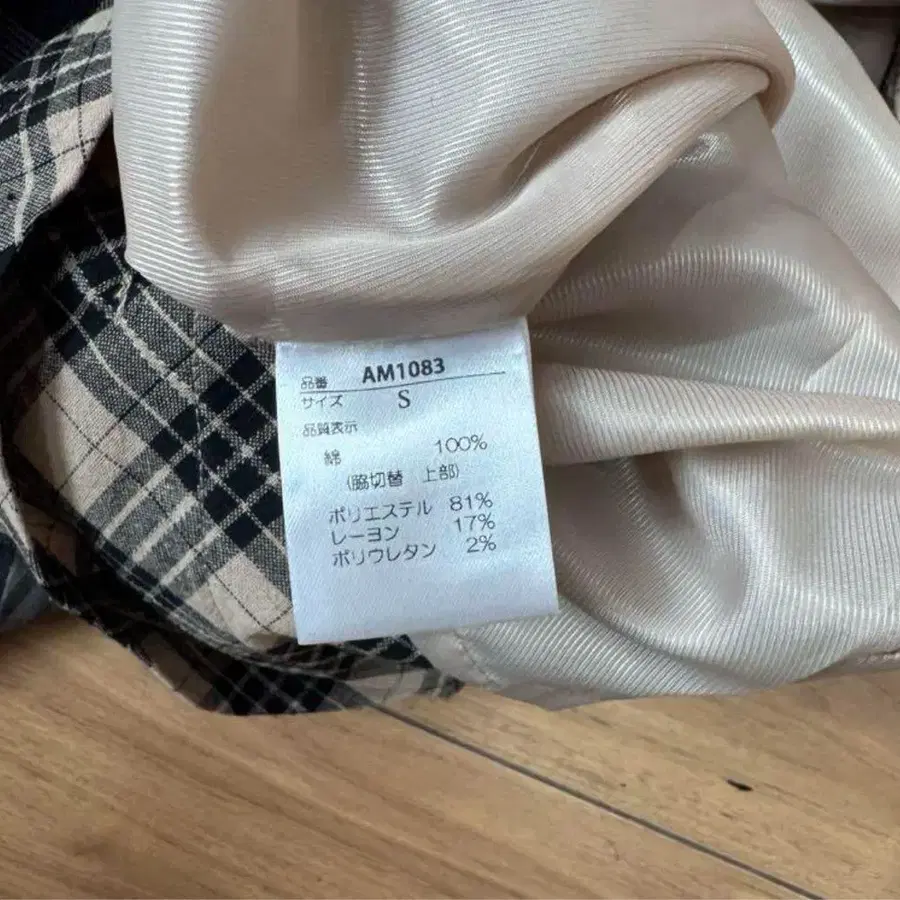 品番 AM1083
サイズ S
品質表示
綿 100%
(脇切替 上部)
ポリエステル 81%
レーヨン 17%
ポリウレタン 2%